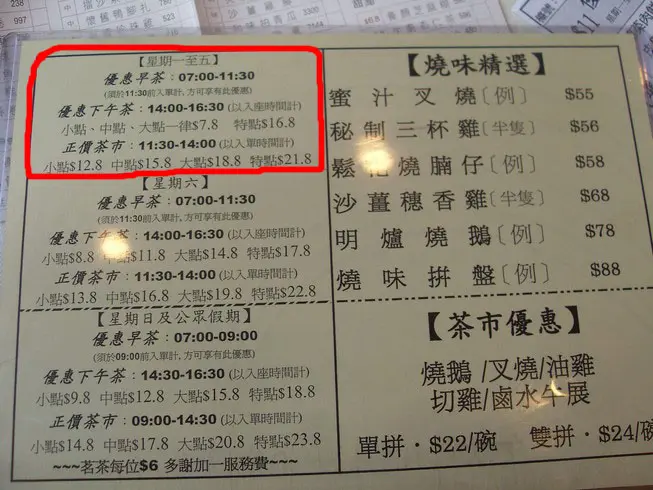 【星期一至五】
優惠早茶：07:00-11:30
(須於11:30前入單計, 方可享有此優惠)
優惠下午茶：14:00-16:30 (以入座時間計)
小點、中點、大點一律$7.8 特點$16.8
正價茶市：11:30-14:00 (以入單時間計)
小點$12.8 中點$15.8 大點$18.8 特點$21.8
【星期六】
優惠早茶：07:00-11:30
(須於11:30前入單計, 方可享有此優惠)
優惠下午茶：14:00-16:30 (以入座時間計)
小點$8.8 中點$11.8 大點$14.8 特點$17.8
正價茶市：11:30-14:00 (以入單時間計)
小點$13.8 中點$16.8 大點$19.8 特點$22.8
【星期日及公眾假期】
優惠早茶：07:00-09:00
(須於09:00前入單計, 方可享有此優惠)
優惠下午茶：14:30-16:30 (以入座時間計)
小點$9.8 中點$12.8 大點$15.8 特點$18.8
正價茶市：09:00-14:30 (以入單時間計)
小點$14.8 中點$17.8 大點$20.8 特點$23.8
~~~茗茶每位$6 多謝加一服務費~~~
【燒味精選】
蜜汁叉燒〔例〕 $55
秘制三杯雞〔半隻〕 $56
鬆化燒腩仔〔例〕 $58
沙薑穗香雞〔半隻〕 $68
明爐燒鵝〔例〕 $78
燒味拼盤〔例〕 $88
【茶市優惠】
燒鵝 /叉燒/油雞
切雞/鹵水牛展
單拼・$22/碗 雙拼・$24/碗